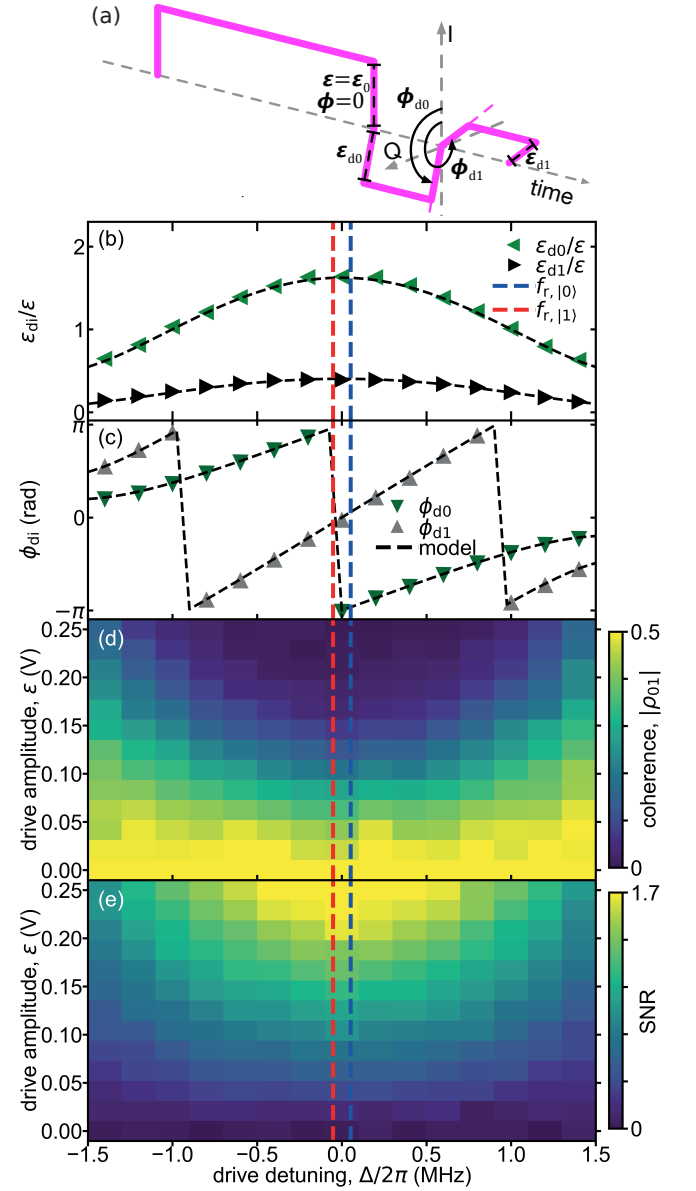 (a)
I
ε=ε0
ϕ=0
ϕd0
εd0
Q
ϕd1
εd1
time
(b)
εdi/ε
2
1
0
εd0/ε
εd1/ε
fr,|0⟩
fr,|1⟩
(c)
ϕdi (rad)
π
0
−π
ϕd0
ϕd1
model
(d)
drive amplitude, ε (V)
0.25
0.20
0.15
0.10
0.05
0.00
0.5
0
coherence, |ρ01|
(e)
drive amplitude, ε (V)
0.25
0.20
0.15
0.10
0.05
0.00
1.7
0
SNR
−1.5 −1.0 −0.5 0.0 0.5 1.0 1.5
drive detuning, Δ/2π (MHz)